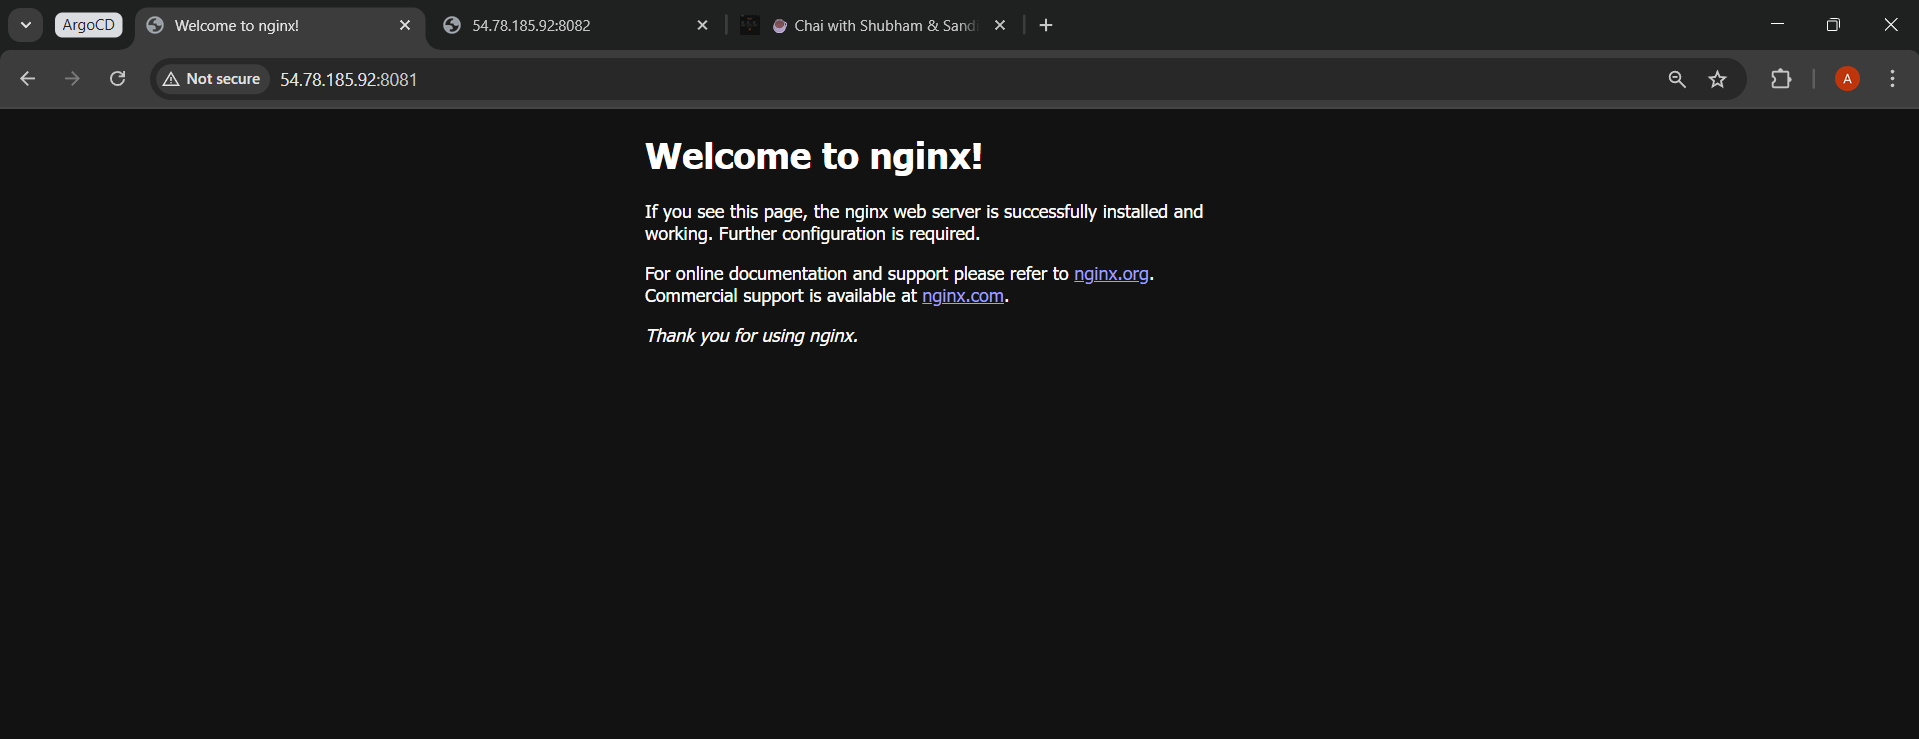 ArgoCD
Welcome to nginx!
54.78.185.92:8082
Chai with Shubham & Sandi
Not secure
54.78.185.92:8081
A
Welcome to nginx!
If you see this page, the nginx web server is successfully installed and
working. Further configuration is required.
For online documentation and support please refer to nginx.org.
Commercial support is available at nginx.com.
Thank you for using nginx.